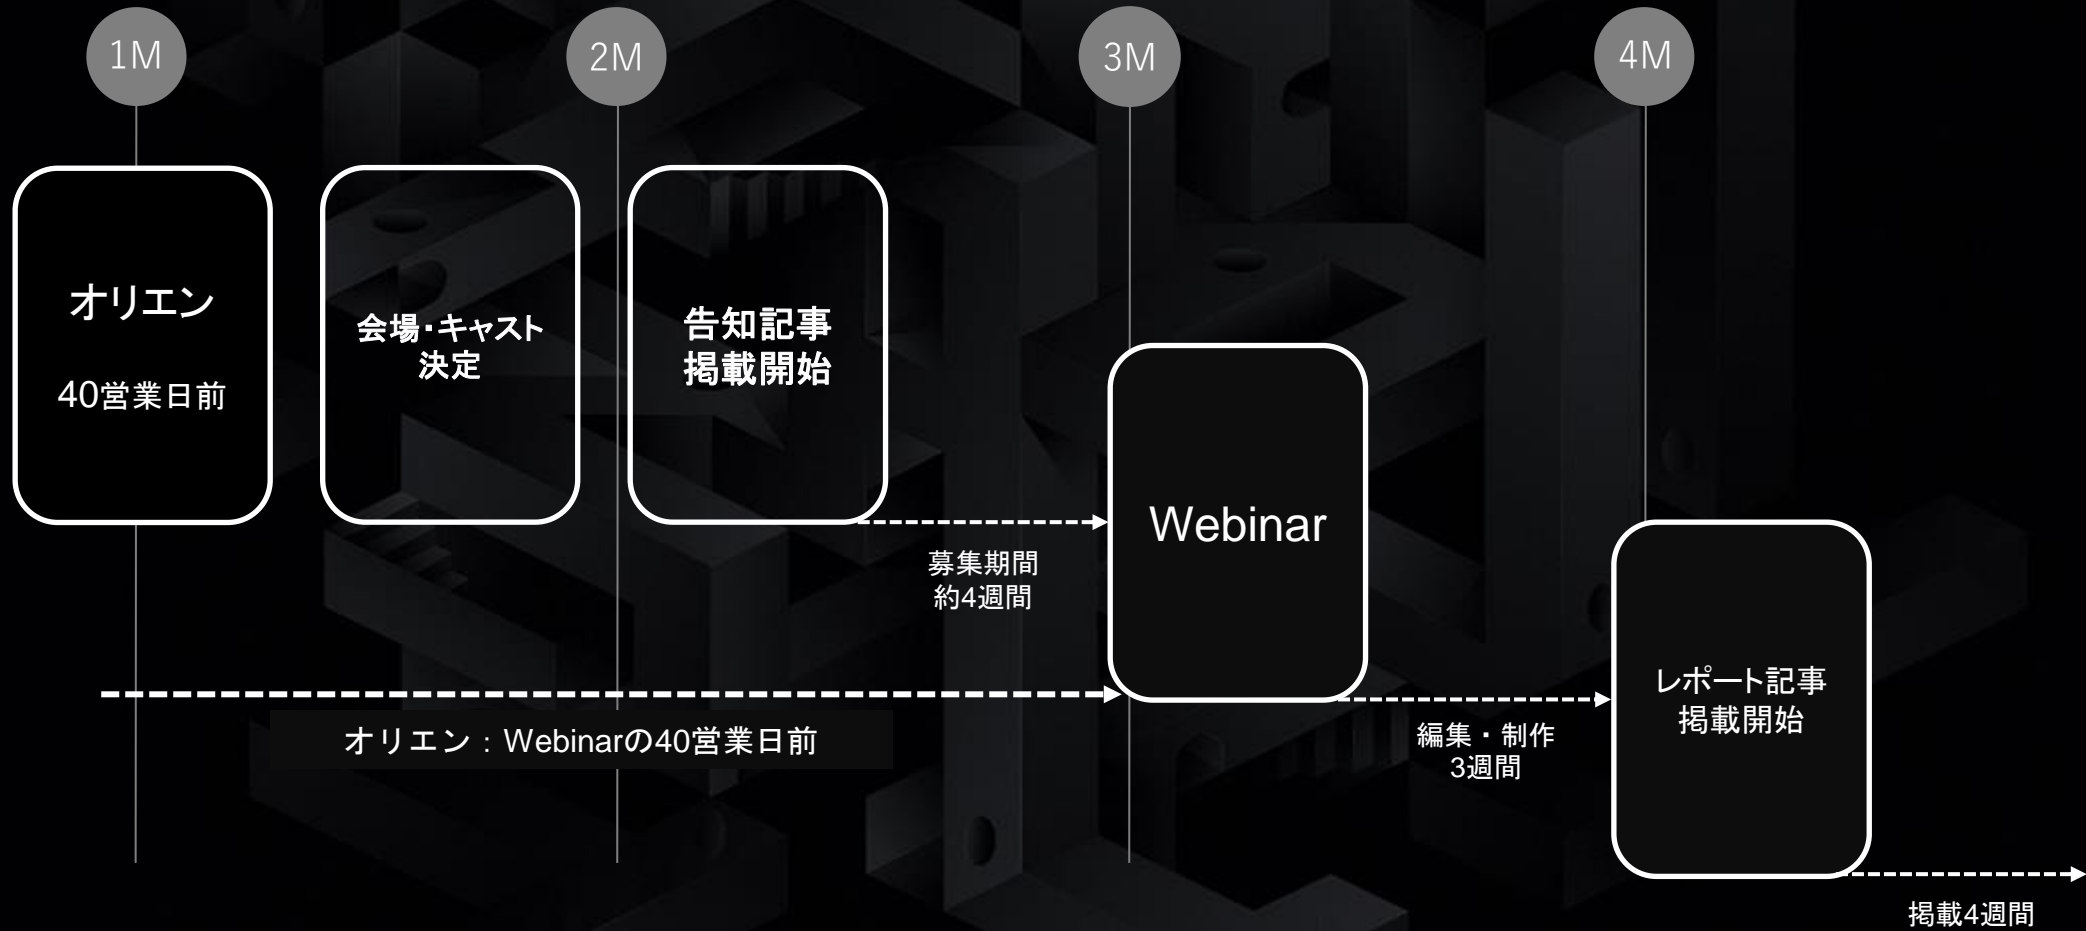 1M
2M
3M
4M
オリエン
40営業日前
会場・キャスト
決定
告知記事
掲載開始
Webinar
募集期間
約4週間
オリエン：Webinarの40営業日前
レポート記事
掲載開始
編集・制作
3週間
掲載4週間